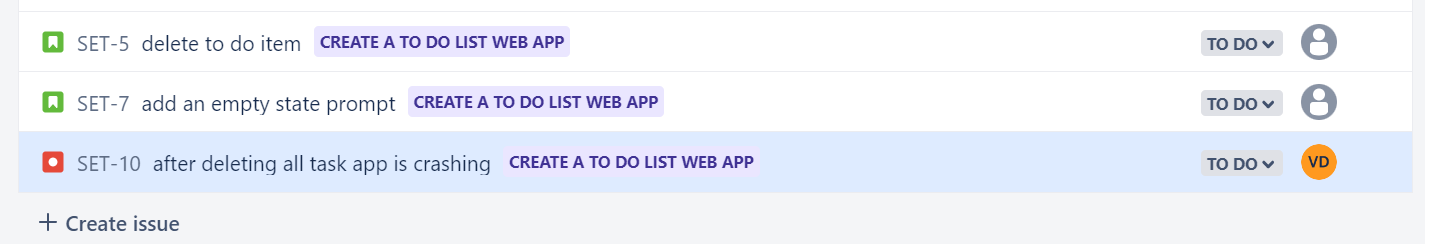 SET-5 delete to do item CREATE A TO DO LIST WEB APP TO DO
SET-7 add an empty state prompt CREATE A TO DO LIST WEB APP TO DO
SET-10 after deleting all task app is crashing CREATE A TO DO LIST WEB APP TO DO VD
+ Create issue